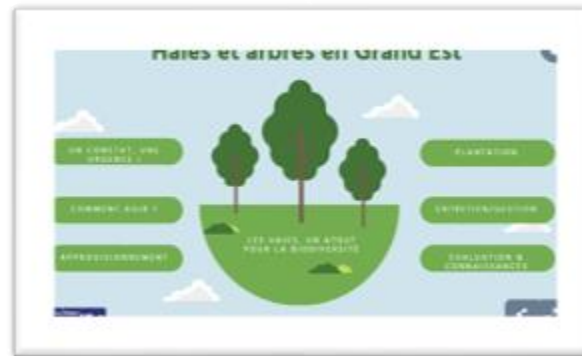 Haies et arbres en Grand Est
UN CONSTAT, UNE
URGENCE !
COMMENT AGIR ?
APPROVISIONNEMENT
LES HAIES, UN ATOUT
POUR LA BIODIVERSITÉ
PLANTATION
ENTRETIEN/GESTION
EVALUATION &
CONNAISSANCES